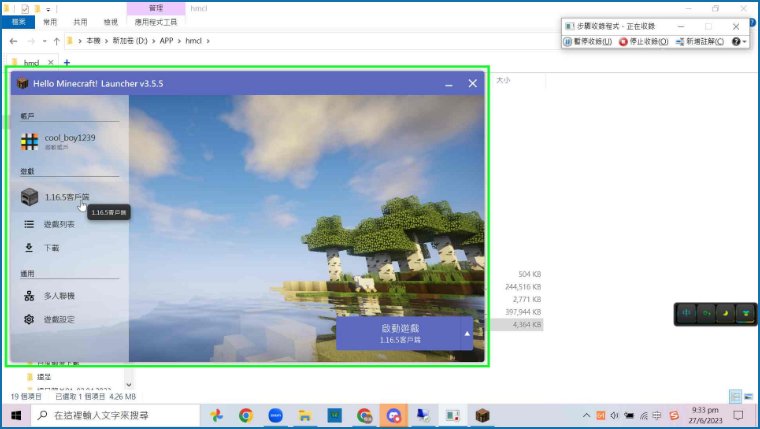 管理
hmcl
檔案
常用
共用
檢視
應用程式工具
本機 › 新加卷 (D:) › APP › hmcl ›
步驟收錄程式 - 正在收錄
暫停收錄(U)
停止收錄(O)
新增註解(C)
hmcl
大小
Hello Minecraft! Launcher v3.5.5
帳戶
cool_boy1239
遊戲
1.16.5客戶端
1.16.5客戶端
遊戲列表
下載
通用
多人聯機
遊戲設定
啟動遊戲
1.16.5客戶端
504 KB
244,516 KB
2,771 KB
397,944 KB
4,364 KB
中
還是
19 個項目
已選取 1 個項目 4.26 MB
在這裡輸入文字來搜尋
中
9:33 pm
27/6/2023